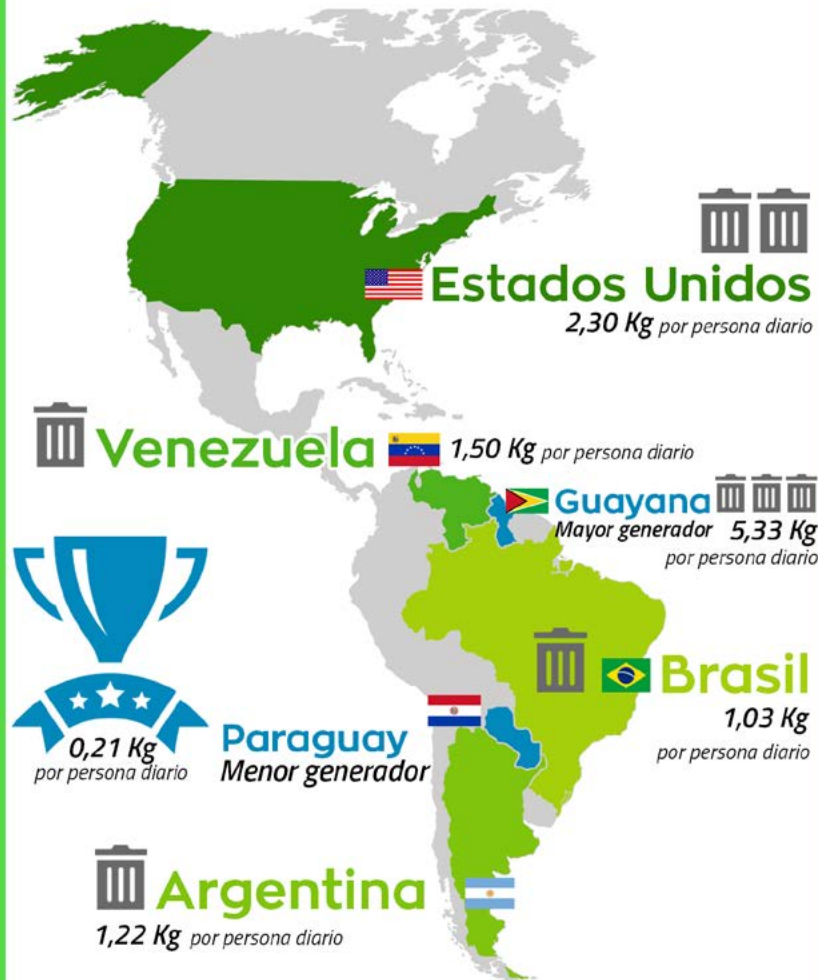 Estados Unidos
2,30 Kg por persona diario
Venezuela 1,50 Kg por persona diario
Guayana
Mayor generador 5,33 Kg
por persona diario
Brasil
1,03 Kg
por persona diario
0,21 Kg
por persona diario
Paraguay
Menor generador
Argentina
1,22 Kg por persona diario